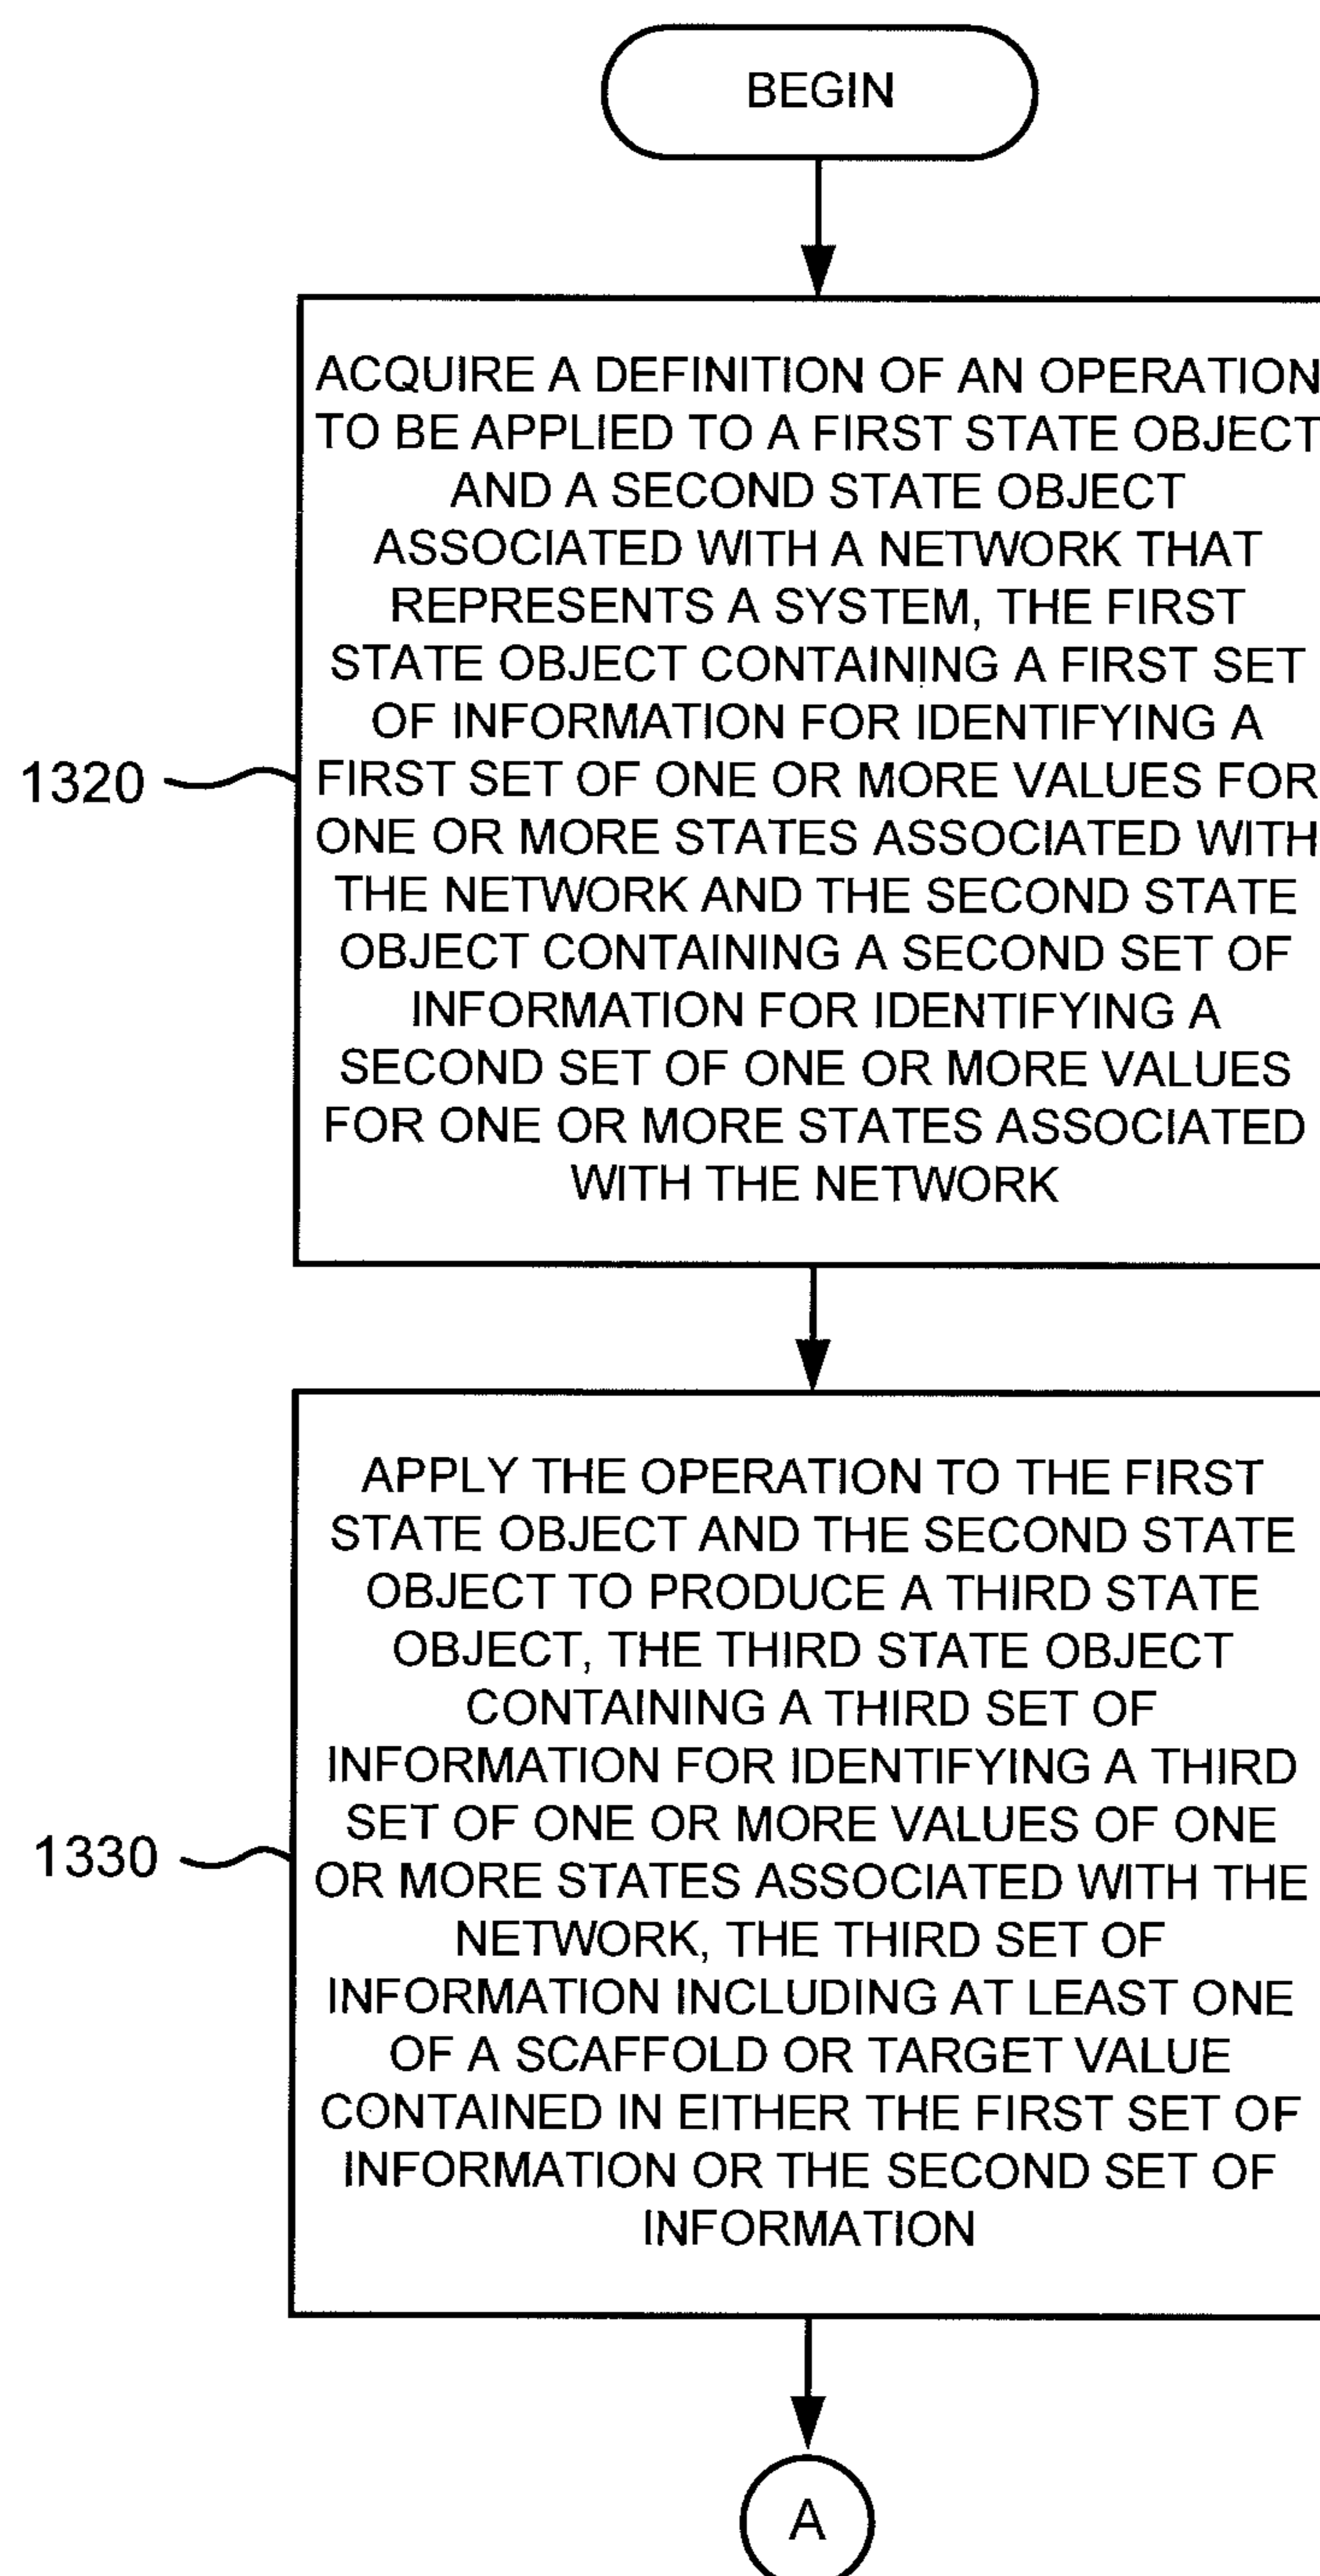 BEGIN
ACQUIRE A DEFINITION OF AN OPERATION
TO BE APPLIED TO A FIRST STATE OBJECT
AND A SECOND STATE OBJECT
ASSOCIATED WITH A NETWORK THAT
REPRESENTS A SYSTEM, THE FIRST
STATE OBJECT CONTAINING A FIRST SET
OF INFORMATION FOR IDENTIFYING A
1320
FIRST SET OF ONE OR MORE VALUES FOR
ONE OR MORE STATES ASSOCIATED WITH
THE NETWORK AND THE SECOND STATE
OBJECT CONTAINING A SECOND SET OF
INFORMATION FOR IDENTIFYING A
SECOND SET OF ONE OR MORE VALUES
FOR ONE OR MORE STATES ASSOCIATED
WITH THE NETWORK
APPLY THE OPERATION TO THE FIRST
STATE OBJECT AND THE SECOND STATE
OBJECT TO PRODUCE A THIRD STATE
OBJECT, THE THIRD STATE OBJECT
CONTAINING A THIRD SET OF
INFORMATION FOR IDENTIFYING A THIRD
SET OF ONE OR MORE VALUES OF ONE
1330
OR MORE STATES ASSOCIATED WITH THE
NETWORK, THE THIRD SET OF
INFORMATION INCLUDING AT LEAST ONE
OF A SCAFFOLD OR TARGET VALUE
CONTAINED IN EITHER THE FIRST SET OF
INFORMATION OR THE SECOND SET OF
INFORMATION
A